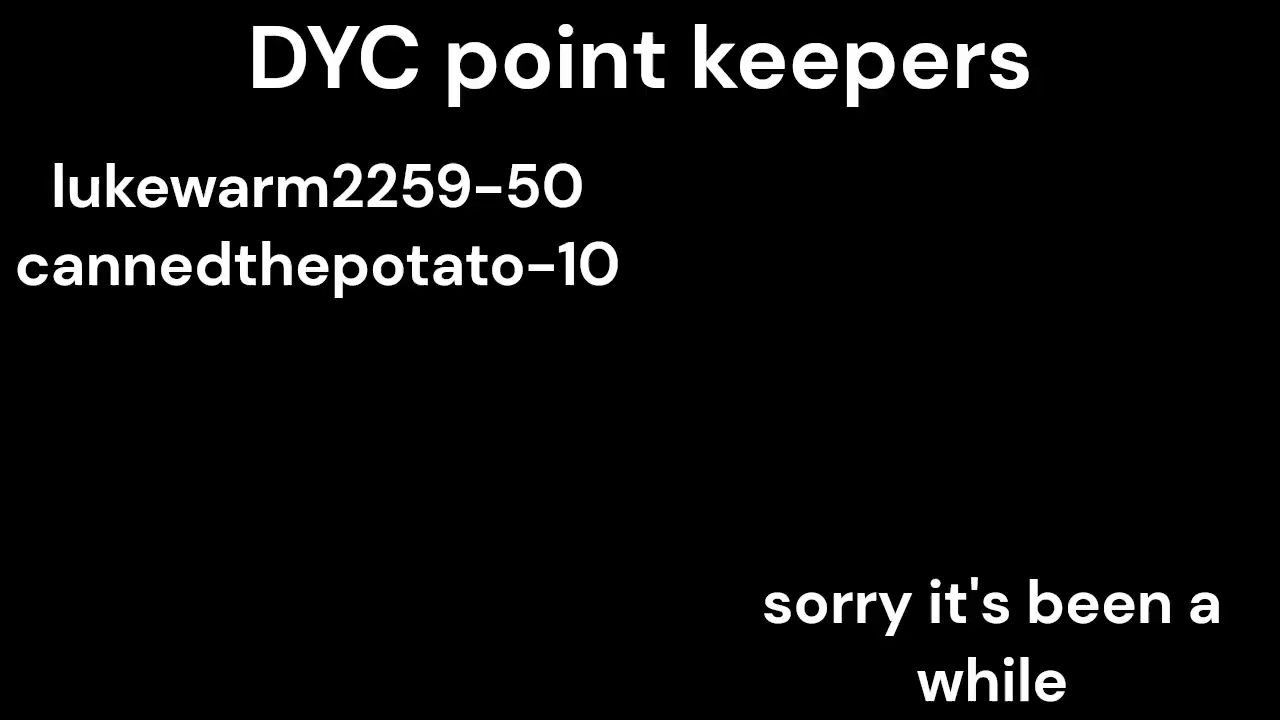 DYC point keepers
lukewarm2259-50
cannedthepotato-10
sorry it's been a
while